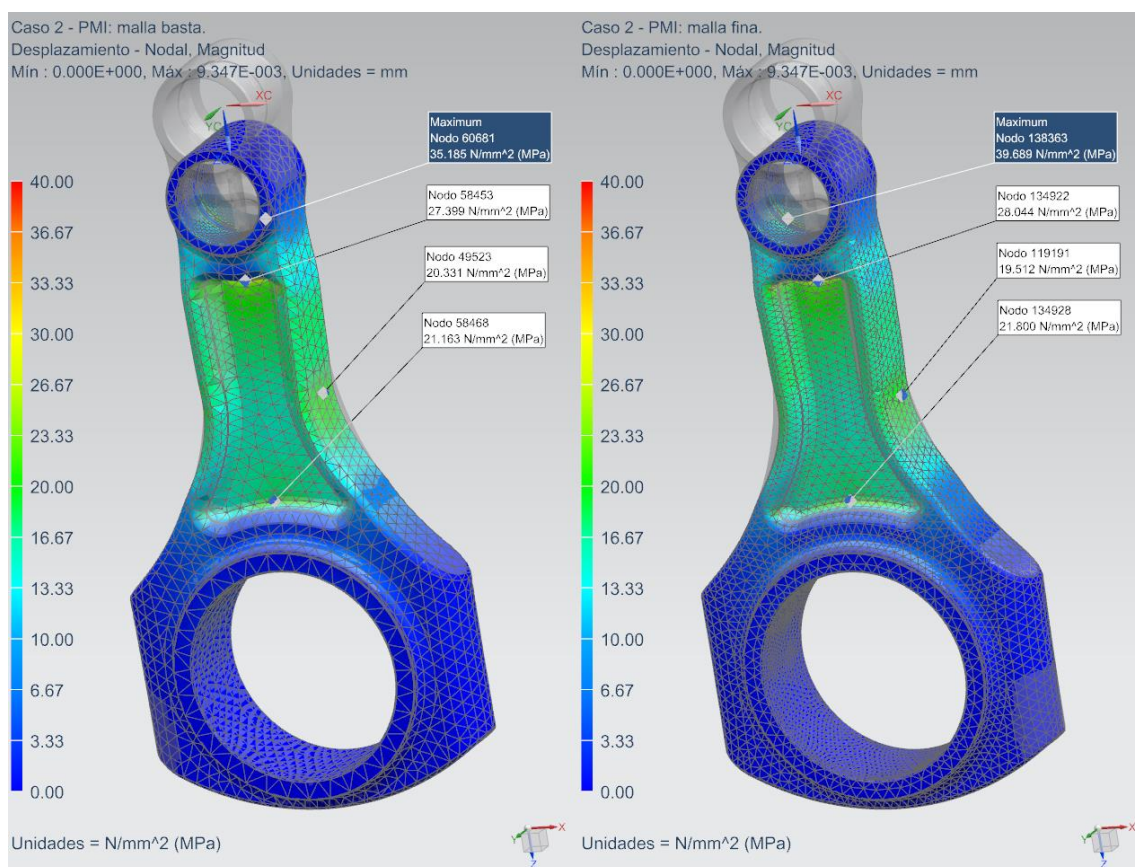 Caso 2 - PMI: malla basta.
Desplazamiento - Nodal, Magnitud
Mín : 0.000E+000, Máx : 9.347E-003, Unidades = mm
XC
YC
Maximum
Nodo 60681
35.185 N/mm^2 (MPa)
Nodo 58453
27.399 N/mm^2 (MPa)
Nodo 49523
20.331 N/mm^2 (MPa)
Nodo 58468
21.163 N/mm^2 (MPa)
40.00
36.67
33.33
30.00
26.67
23.33
20.00
16.67
13.33
10.00
6.67
3.33
0.00
Unidades = N/mm^2 (MPa)
Y
X
Z
Caso 2 - PMI: malla fina.
Desplazamiento - Nodal, Magnitud
Mín : 0.000E+000, Máx : 9.347E-003, Unidades = mm
XC
YC
Maximum
Nodo 138363
39.689 N/mm^2 (MPa)
Nodo 134922
28.044 N/mm^2 (MPa)
Nodo 119191
19.512 N/mm^2 (MPa)
Nodo 134928
21.800 N/mm^2 (MPa)
40.00
36.67
33.33
30.00
26.67
23.33
20.00
16.67
13.33
10.00
6.67
3.33
0.00
Unidades = N/mm^2 (MPa)
Y
X
Z